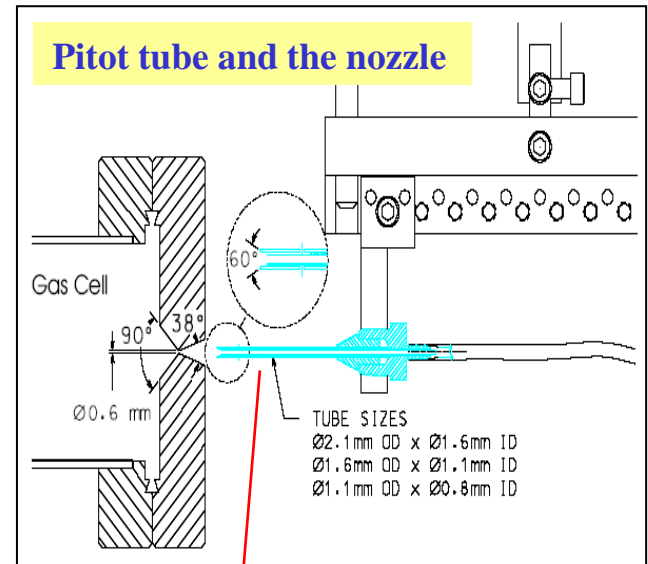 Pitot tube and the nozzle
60°
Gas Cell
90°
38°
Ø0.6 mm
TUBE SIZES
Ø2.1mm OD x Ø1.6mm ID
Ø1.6mm OD x Ø1.1mm ID
Ø1.1mm OD x Ø0.8mm ID